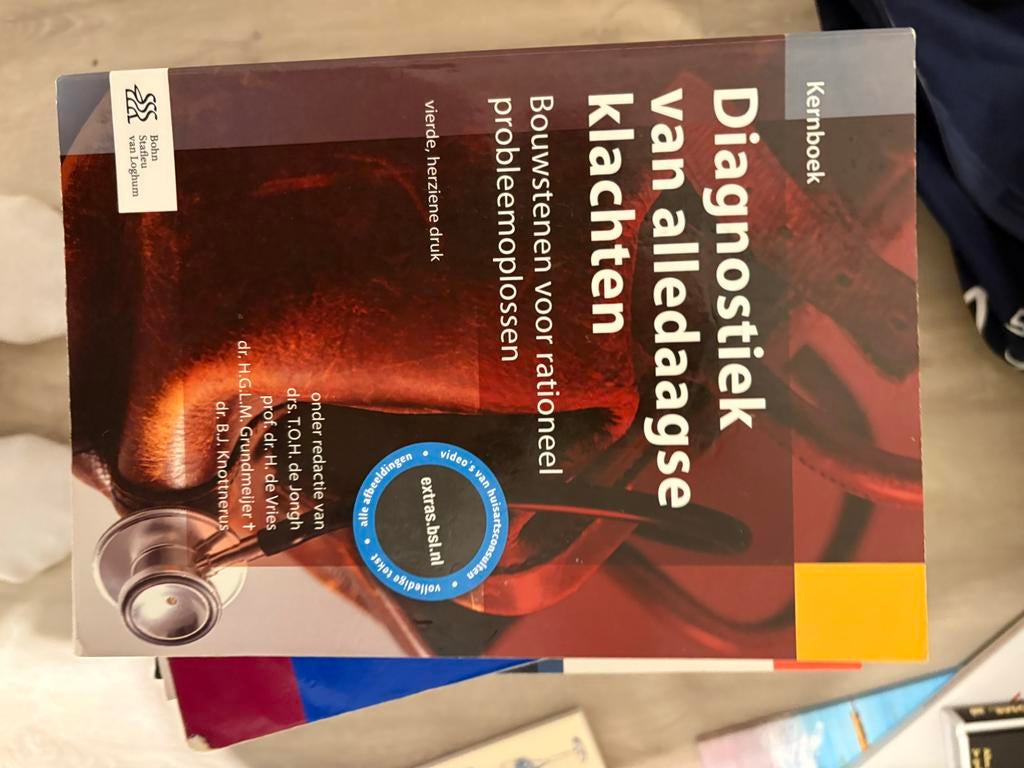 Kernboek
Diagnostiek
van alledaagse
klachten
Bouwstenen voor rationeel
probleemoplossen
vierde, herziene druk
extras.bsl.nl
alle afbeeldingen • video's van huisartsconsulten • volledige tekst •
onder redactie van
drs. T.O.H. de Jongh
prof. dr. H. de Vries
dr. H.G.L.M. Grundmeijer †
dr. B.J. Knottnerus
Bohn
Stafleu
van Loghum